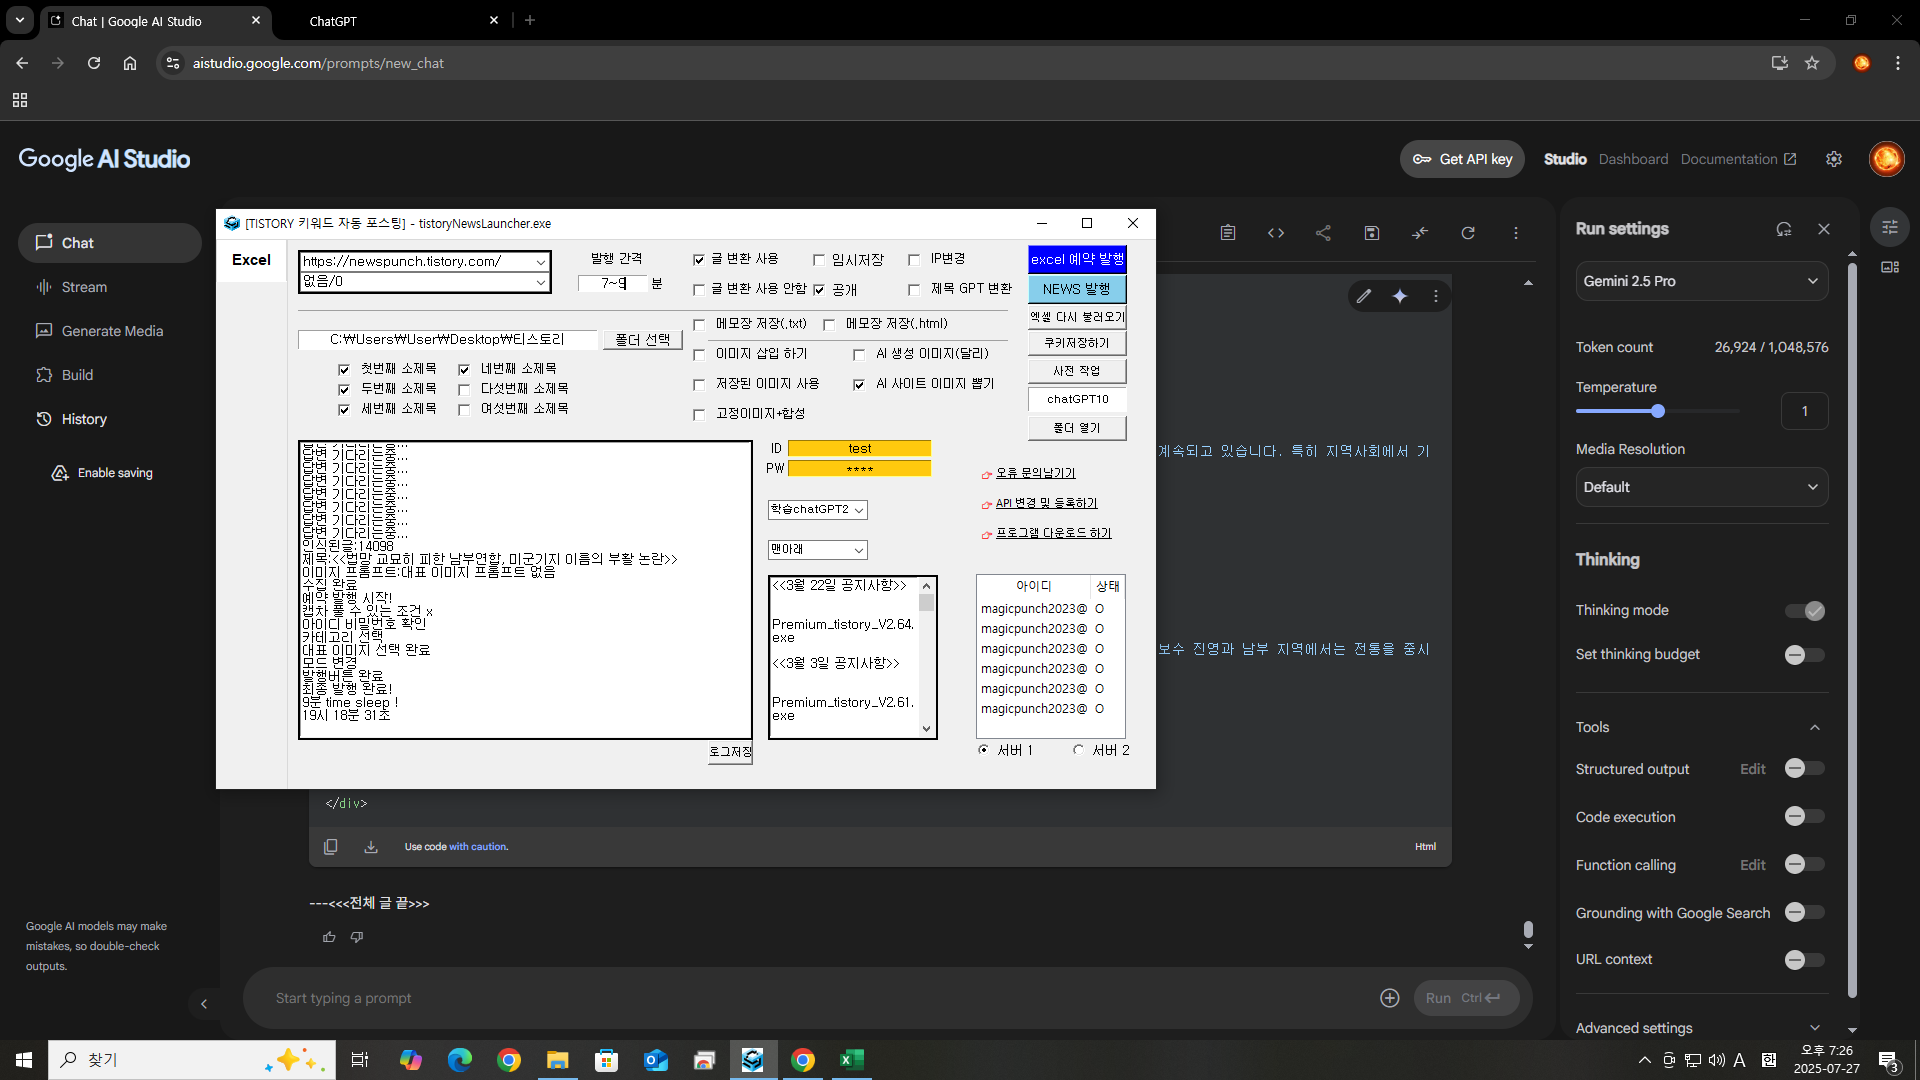 Chat | Google AI Studio
ChatGPT
aistudio.google.com/prompts/new_chat
Google AI Studio
Get API key
Studio
Dashboard
Documentation
Chat
Stream
Generate Media
Build
History
Enable saving
Google AI models may make
mistakes, so double-check
outputs.
[TISTORY 키워드 자동 포스팅] - tistoryNewsLauncher.exe
Excel
https://newspunch.tistory.com/
없음/0
발행 간격
7~9 분
글 변환 사용
임시저장
IP변경
글 변환 사용 안함
공개
제목 GPT 변환
excel 예약 발행
NEWS 발행
엑셀 다시 불러오기
쿠키저장하기
사전 작업
chatGPT10
폴더 열기
C:₩Users₩User₩Desktop₩티스토리
폴더 선택
메모장 저장(.txt)
메모장 저장(.html)
이미지 삽입 하기
AI 생성 이미지(달리)
저장된 이미지 사용
AI 사이트 이미지 뽑기
고정이미지+합성
첫번째 소제목
네번째 소제목
두번째 소제목
다섯번째 소제목
세번째 소제목
여섯번째 소제목
답변 기다리는중...
답변 기다리는중...
답변 기다리는중...
답변 기다리는중...
답변 기다리는중...
답변 기다리는중...
답변 기다리는중...
답변 기다리는중...
인식된글:14098
제목:<<법망 교묘히 피한 남부연합, 미군기지 이름의 부활 논란>>
이미지 프롬프트:대표 이미지 프롬프트 없음
수집 완료
예약 발행 시작!
캡차 풀 수 있는 조건 x
아이디 비밀번호 확인
카테고리 선택
대표 이미지 선택 완료
모드 변경
발행버튼 완료
최종 발행 완료!
9분 time sleep !
19시 18분 31초
로그저장
ID test
PW ****
학습chatGPT2
맨아래
오류 문의남기기
API 변경 및 등록하기
프로그램 다운로드 하기
<<3월 22일 공지사항>>
Premium_tistory_V2.64.
exe
<<3월 3일 공지사항>>
Premium_tistory_V2.61.
exe
아이디 상태
magicpunch2023@ O
magicpunch2023@ O
magicpunch2023@ O
magicpunch2023@ O
magicpunch2023@ O
magicpunch2023@ O
서버 1
서버 2
계속되고 있습니다. 특히 지역사회에서 기
보수 진영과 남부 지역에서는 전통을 중시
</div>
Use code with caution.
Html
---<<<전체 글 끝>>>
Start typing a prompt
Run Ctrl
Run settings
Gemini 2.5 Pro
Token count
26,924 / 1,048,576
Temperature
1
Media Resolution
Default
Thinking
Thinking mode
Set thinking budget
Tools
Structured output
Edit
Code execution
Function calling
Edit
Grounding with Google Search
URL context
Advanced settings
찾기
A
한
오후 7:26
2025-07-27
3